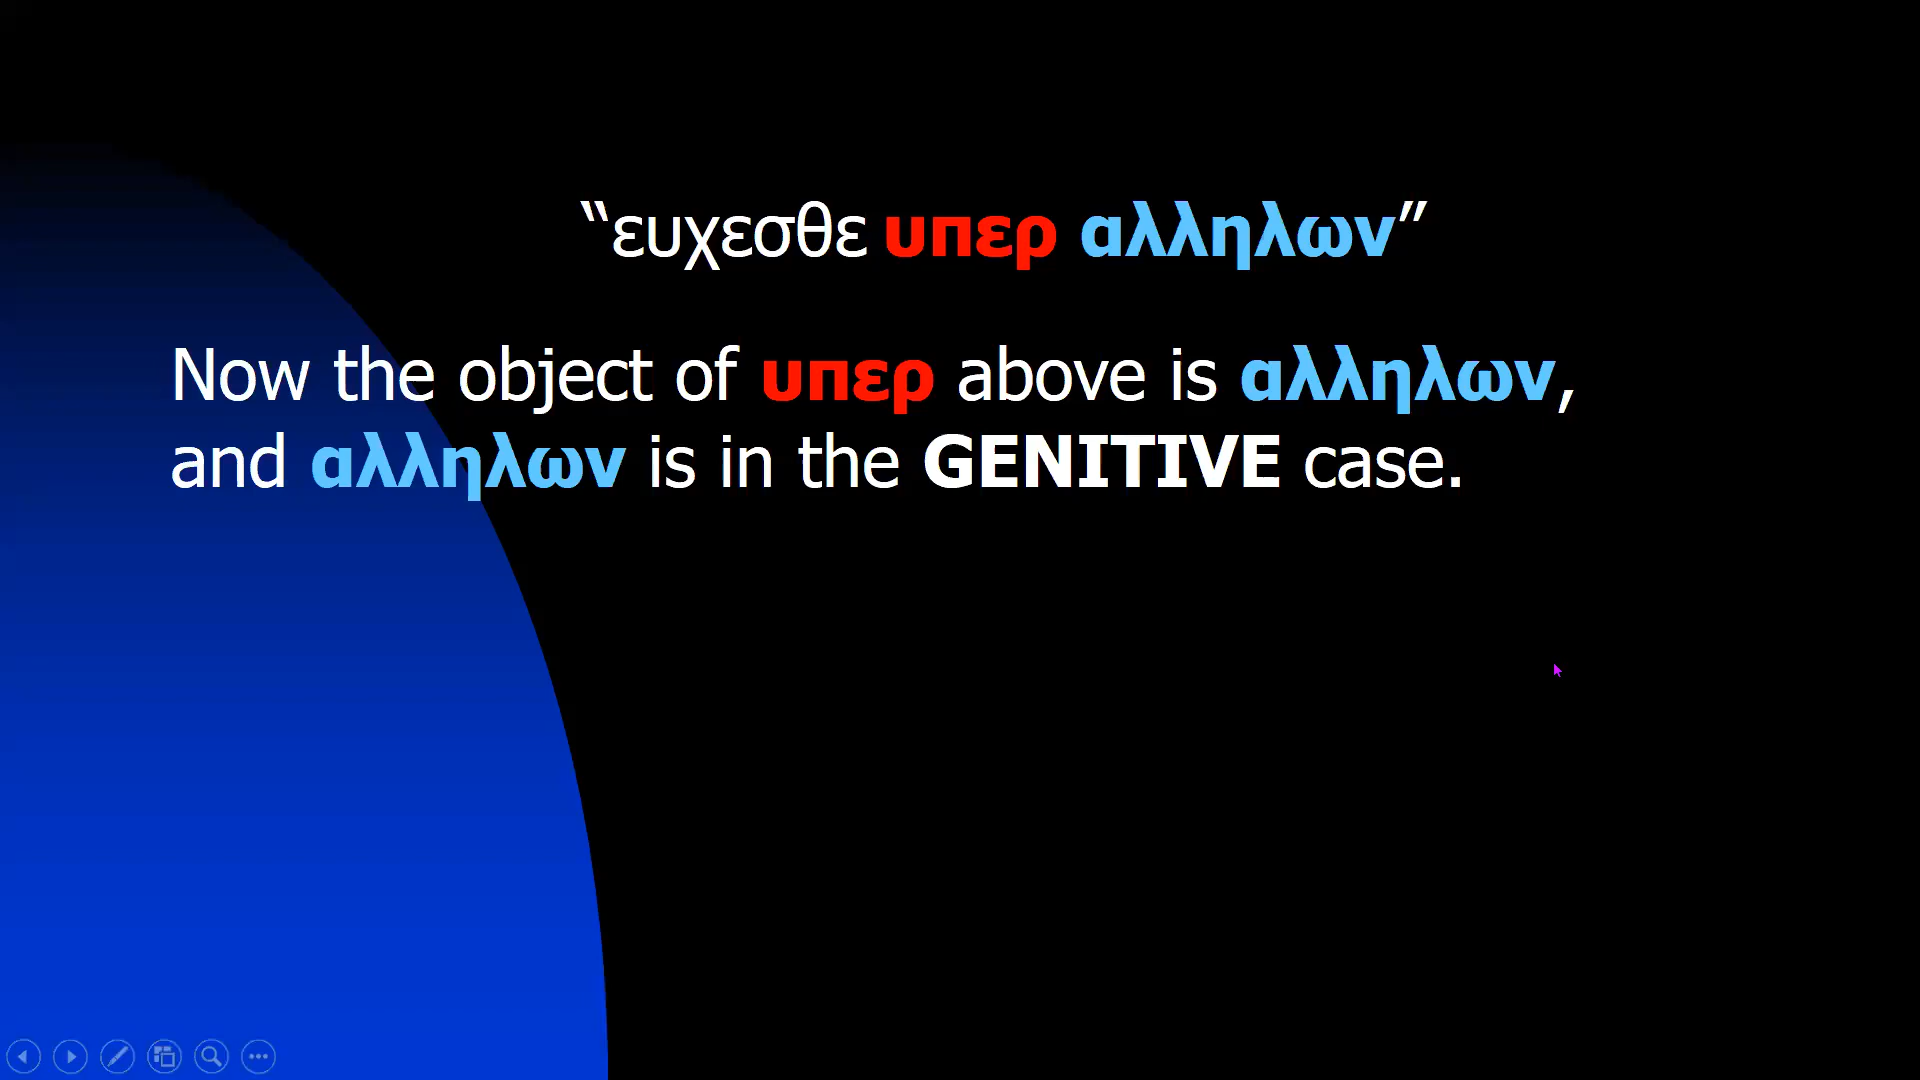 “ευχεσθε υπερ αλληλων”
Now the object of υπερ above is αλληλων,
and αλληλων is in the GENITIVE case.